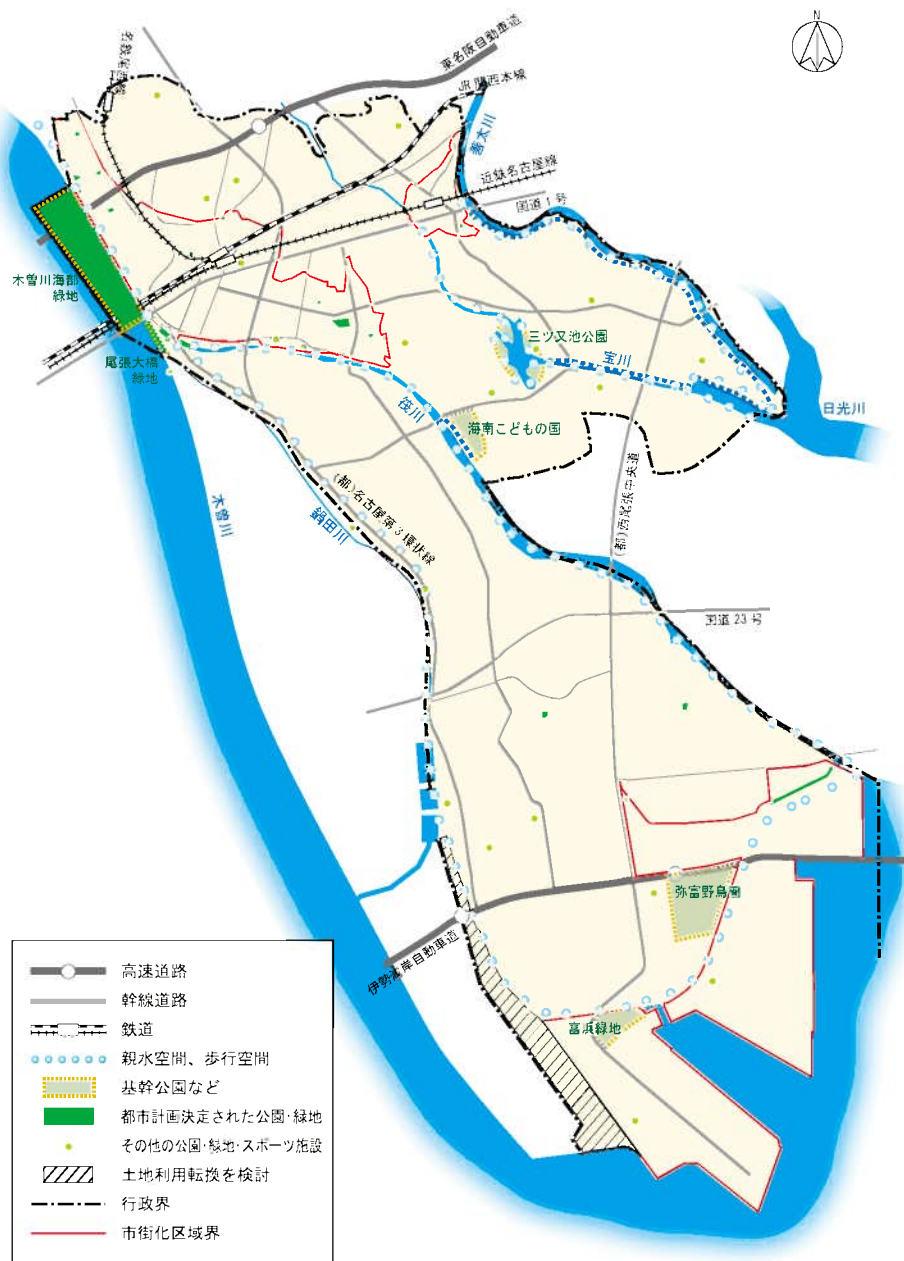 N
東名阪自動車道
名鉄尾西線
JR関西本線
善太川
近鉄名古屋線
国道1号
木曽川海部
緑地
尾張大橋
緑地
三ツ又池公園
宝川
日光川
筏川
海南こどもの国
(都)西尾張中央道
(都)名古屋第3環状線
鍋田川
木曽川
国道23号
弥富野鳥園
伊勢湾岸自動車道
富浜緑地
高速道路
幹線道路
鉄道
親水空間、歩行空間
基幹公園など
都市計画決定された公園・緑地
その他の公園・緑地・スポーツ施設
土地利用転換を検討
行政界
市街化区域界